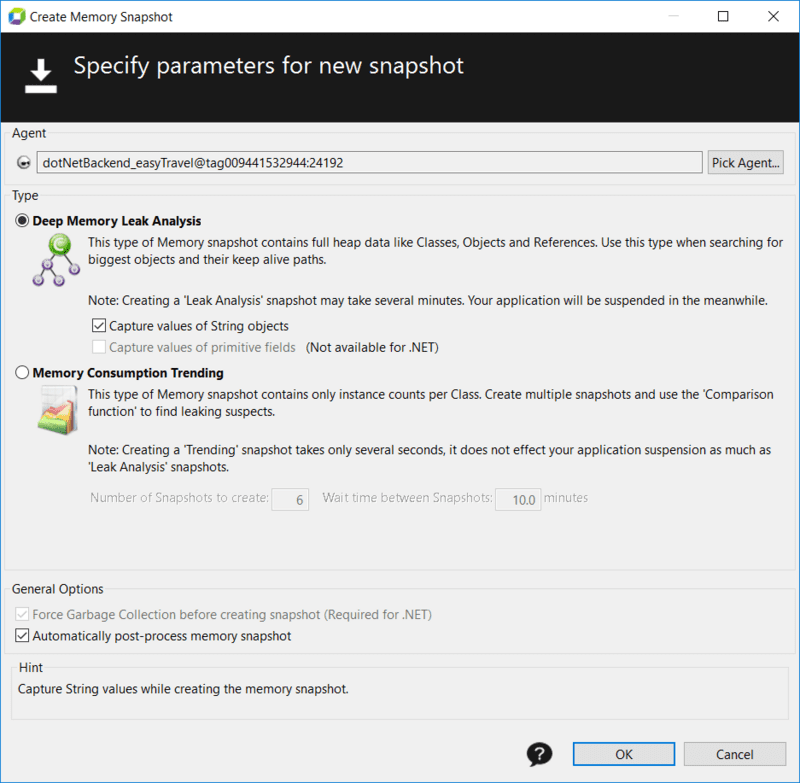 Create Memory Snapshot
Specify parameters for new snapshot
Agent
dotNetBackend_easyTravel@tag009441532944:24192
Pick Agent...
Type
Deep Memory Leak Analysis
This type of Memory snapshot contains full heap data like Classes, Objects and References. Use this type when searching for
biggest objects and their keep alive paths.
Note: Creating a 'Leak Analysis' snapshot may take several minutes. Your application will be suspended in the meanwhile.
Capture values of String objects
Capture values of primitive fields (Not available for .NET)
Memory Consumption Trending
This type of Memory snapshot contains only instance counts per Class. Create multiple snapshots and use the 'Comparison
function' to find leaking suspects.
Note: Creating a 'Trending' snapshot takes only several seconds, it does not effect your application suspension as much as
'Leak Analysis' snapshots.
Number of Snapshots to create: 6 Wait time between Snapshots: 10.0 minutes
General Options
Force Garbage Collection before creating snapshot (Required for .NET)
Automatically post-process memory snapshot
Hint
Capture String values while creating the memory snapshot.
? OK Cancel